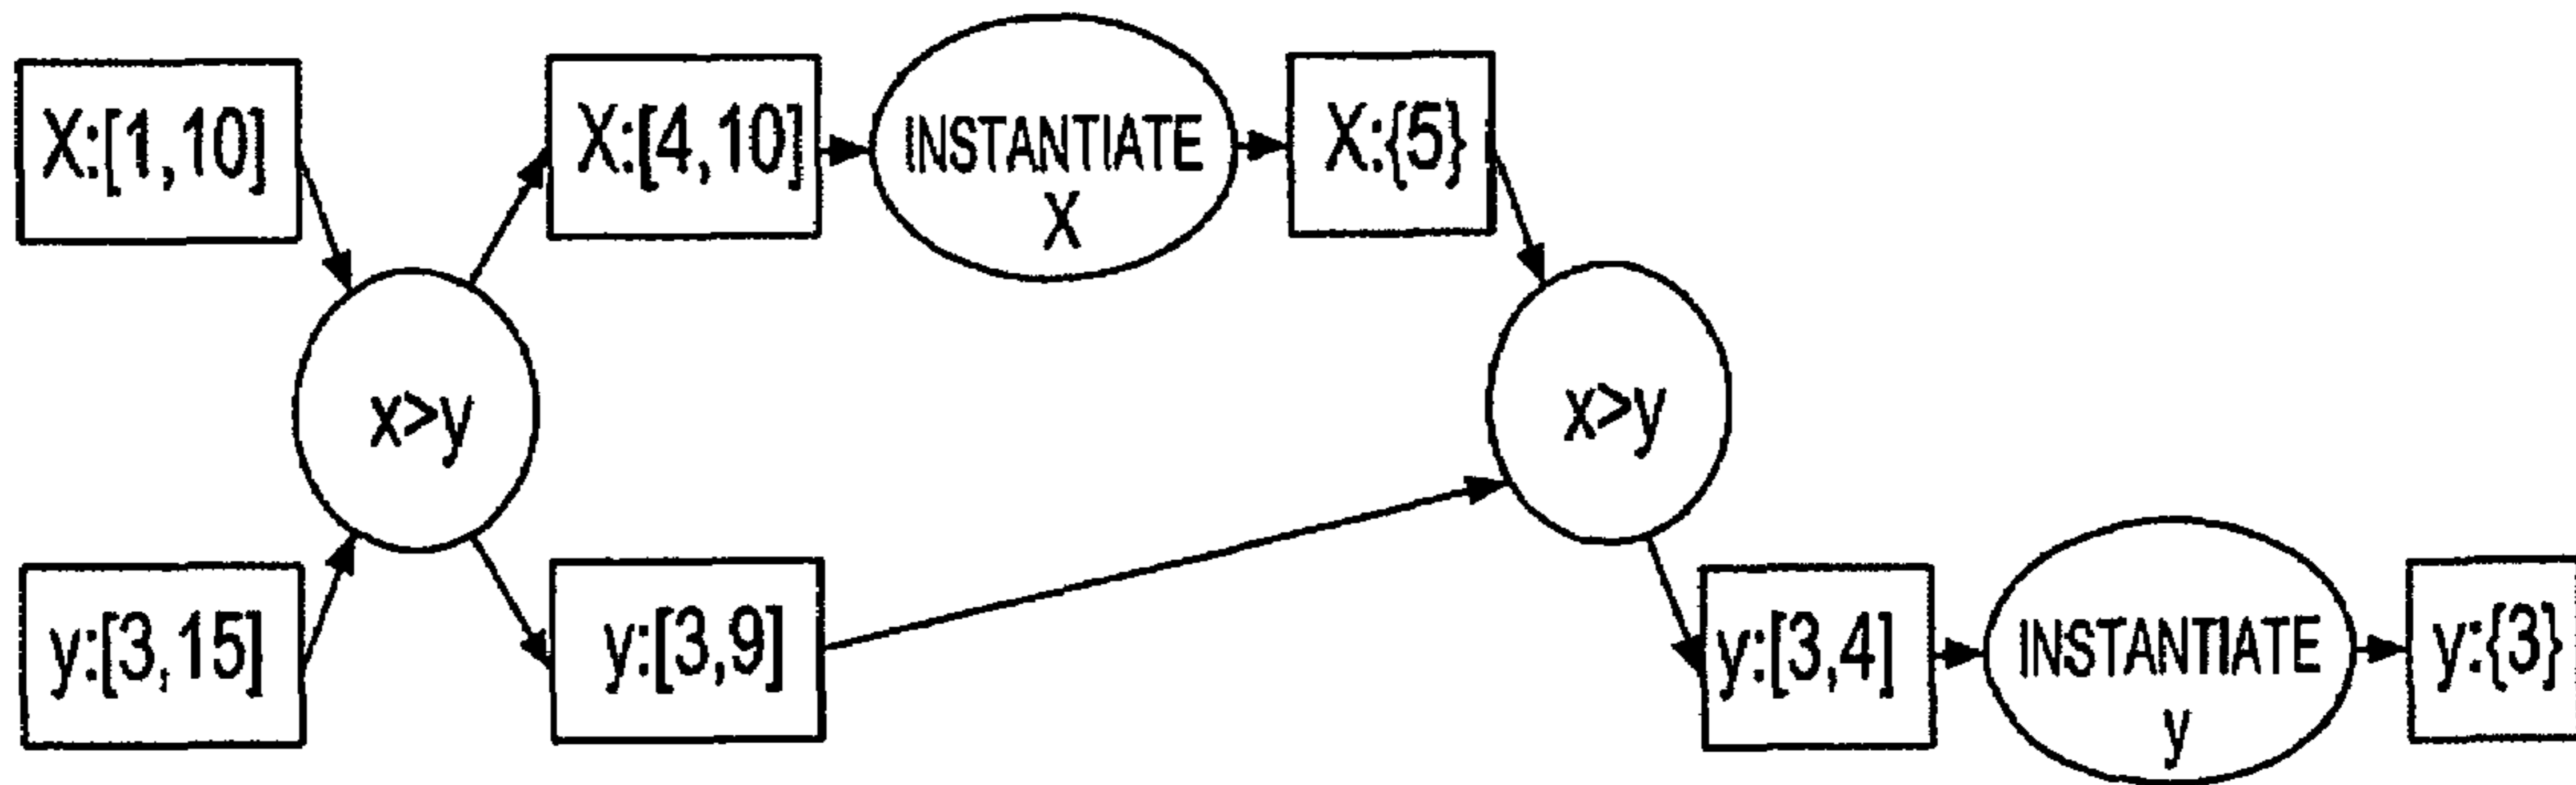 X:[1,10]
X:[4,10]
INSTANTIATE
X
X:{5}
x>y
x>y
y:[3,15]
y:[3,9]
y:[3,4]
INSTANTIATE
y
y:{3}